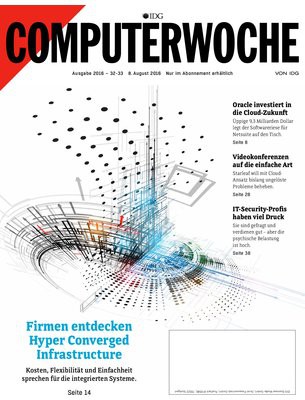 IDG
COMPUTERWOCHE
Ausgabe 2016 – 32-33 8. August 2016 Nur im Abonnement erhältlich VON IDG
Oracle investiert in
die Cloud-Zukunft
Üppige 9,3 Milliarden Dollar
legt der Softwareriese für
Netsuite auf den Tisch.
Seite 8
Videokonferenzen
auf die einfache Art
Starleaf will mit Cloud-
Ansatz bislang ungelöste
Probleme beheben.
Seite 26
IT-Security-Profis
haben viel Druck
Sie sind gefragt und
verdienen gut – aber die
psychische Belastung
ist hoch.
Seite 38
Firmen entdecken
Hyper Converged
Infrastructure
Kosten, Flexibilität und Einfachheit
sprechen für die integrierten Systeme.
Seite 14